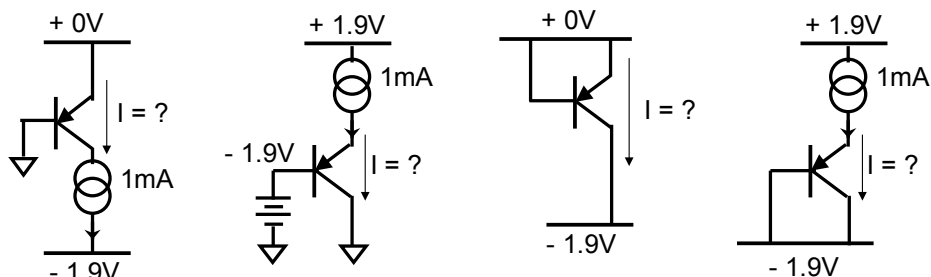 + 0V
I = ?
1mA
- 1.9V
+ 1.9V
1mA
- 1.9V
I = ?
+ 0V
I = ?
- 1.9V
+ 1.9V
1mA
I = ?
- 1.9V